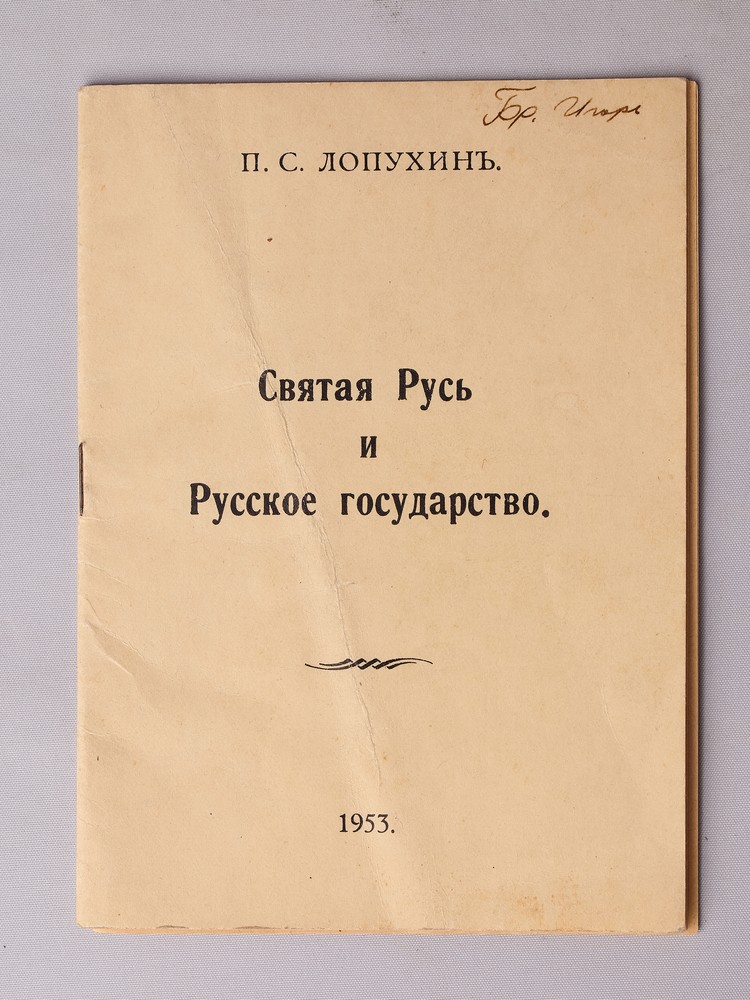 Бр. Игорь
П. С. ЛОПУХИНЪ.
Святая Русь
и
Русское государство.
1953.